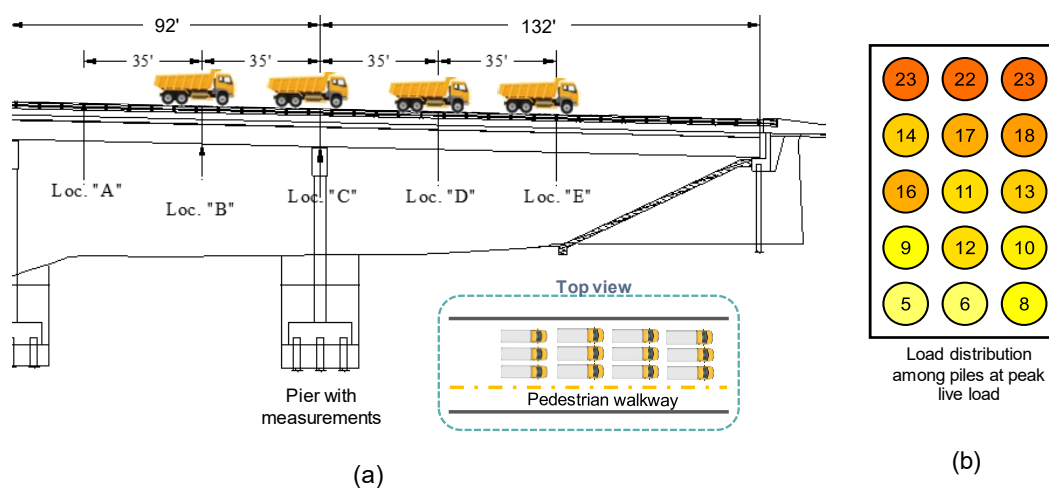 92'
132'
35'
35'
35'
35'
Loc. "A"
Loc. "B"
Loc. "C"
Loc. "D"
Loc. "E"
Top view
Pedestrian walkway
Pier with
measurements
(a)
23 22 23
14 17 18
16 11 13
9 12 10
5 6 8
Load distribution
among piles at peak
live load
(b)